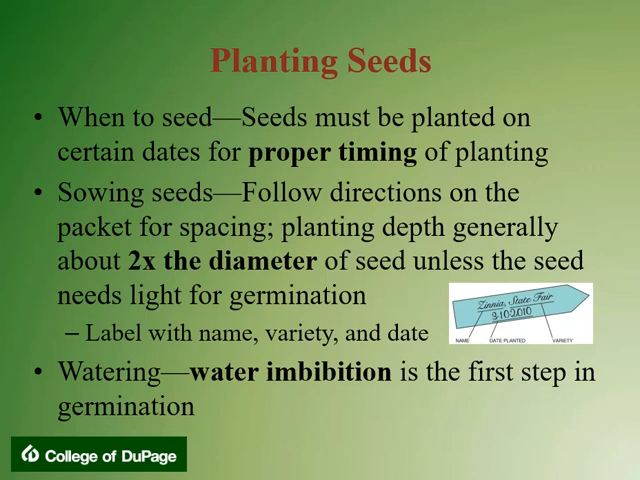 Planting Seeds
• When to seed—Seeds must be planted on
certain dates for proper timing of planting
• Sowing seeds—Follow directions on the
packet for spacing; planting depth generally
about 2x the diameter of seed unless the seed
needs light for germination
– Label with name, variety, and date
Zinnia, State Fair
3-10-2010
NAME DATE PLANTED VARIETY
• Watering—water imbibition is the first step in
germination
College of DuPage